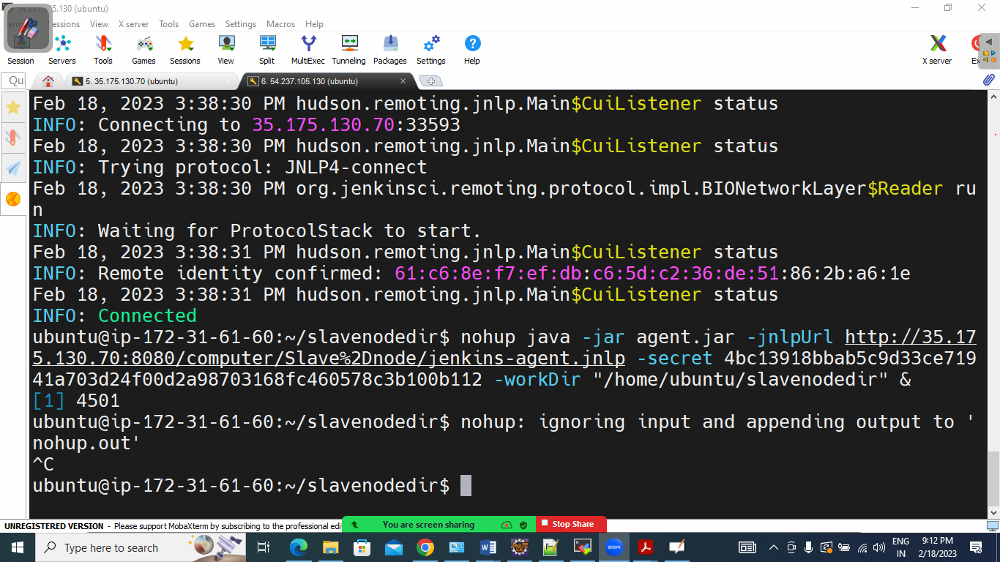 54.237.105.130 (ubuntu)
Sessions View X server Tools Games Settings Macros Help
Session Servers Tools Games Sessions View Split MultiExec Tunneling Packages Settings Help X server
Qu
5. 35.175.130.70 (ubuntu)
6. 54.237.105.130 (ubuntu)
Feb 18, 2023 3:38:30 PM hudson.remoting.jnlp.Main$CuiListener status
INFO: Connecting to 35.175.130.70:33593
Feb 18, 2023 3:38:30 PM hudson.remoting.jnlp.Main$CuiListener status
INFO: Trying protocol: JNLP4-connect
Feb 18, 2023 3:38:30 PM org.jenkinsci.remoting.protocol.impl.BIONetworkLayer$Reader ru
n
INFO: Waiting for ProtocolStack to start.
Feb 18, 2023 3:38:31 PM hudson.remoting.jnlp.Main$CuiListener status
INFO: Remote identity confirmed: 61:c6:8e:f7:ef:db:c6:5d:c2:36:de:51:86:2b:a6:1e
Feb 18, 2023 3:38:31 PM hudson.remoting.jnlp.Main$CuiListener status
INFO: Connected
ubuntu@ip-172-31-61-60:~/slavenodedir$ nohup java -jar agent.jar -jnlpUrl http://35.17
5.130.70:8080/computer/Slave%2Dnode/jenkins-agent.jnlp -secret 4bc13918bbab5c9d33ce719
41a703d24f00d2a98703168fc460578c3b100b112 -workDir "/home/ubuntu/slavenodedir" &
[1] 4501
ubuntu@ip-172-31-61-60:~/slavenodedir$ nohup: ignoring input and appending output to '
nohup.out'
^C
ubuntu@ip-172-31-61-60:~/slavenodedir$
UNREGISTERED VERSION - Please support MobaXterm by subscribing to the professional edi
You are screen sharing
Stop Share
Type here to search
zoom
ENG
IN
9:12 PM
2/18/2023